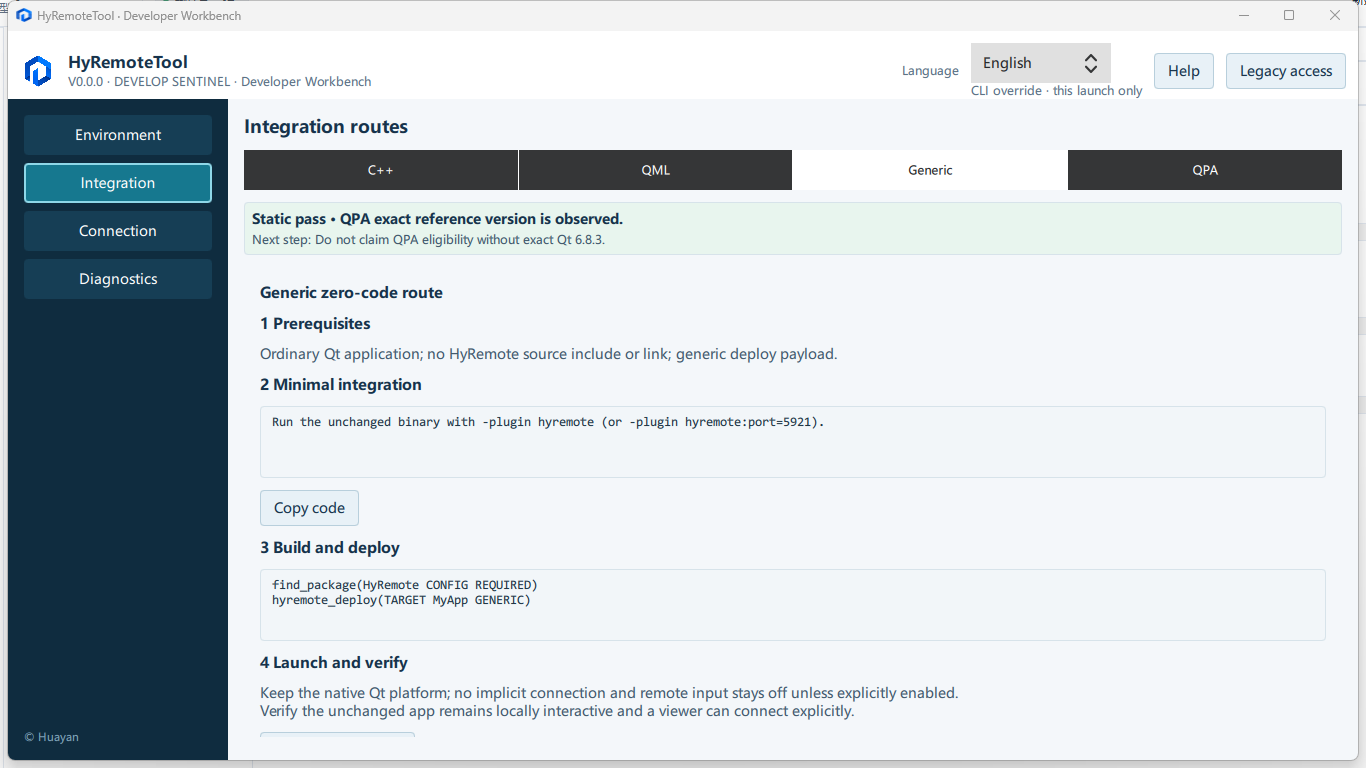 HyRemoteTool · Developer Workbench
HyRemoteTool
V0.0.0 · DEVELOP SENTINEL · Developer Workbench
Language
English
CLI override · this launch only
Help
Legacy access
Environment
Integration
Connection
Diagnostics
© Huayan
Integration routes
C++
QML
Generic
QPA
Static pass • QPA exact reference version is observed.
Next step: Do not claim QPA eligibility without exact Qt 6.8.3.
Generic zero-code route
1 Prerequisites
Ordinary Qt application; no HyRemote source include or link; generic deploy payload.
2 Minimal integration
Run the unchanged binary with -plugin hyremote (or -plugin hyremote:port=5921).
Copy code
3 Build and deploy
find_package(HyRemote CONFIG REQUIRED)
hyremote_deploy(TARGET MyApp GENERIC)
4 Launch and verify
Keep the native Qt platform; no implicit connection and remote input stays off unless explicitly enabled.
Verify the unchanged app remains locally interactive and a viewer can connect explicitly.